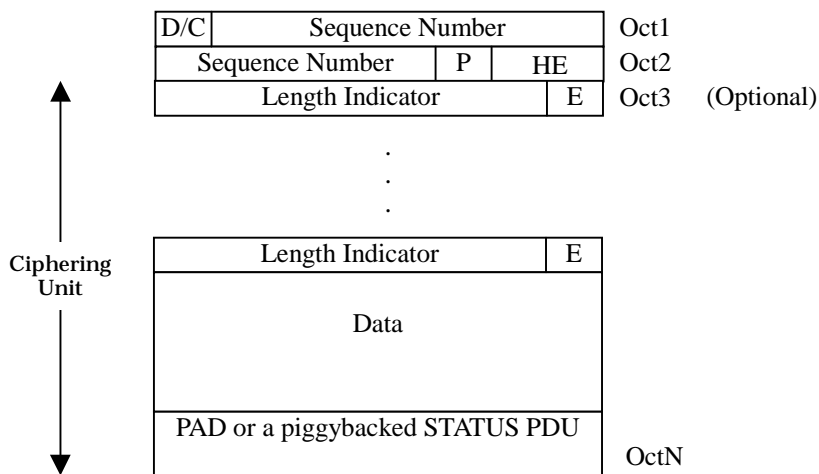 D/C Sequence Number Oct1
Sequence Number P HE Oct2
Length Indicator E Oct3 (Optional)
.
.
.
Length Indicator E
Ciphering
Unit
Data
PAD or a piggybacked STATUS PDU
OctN